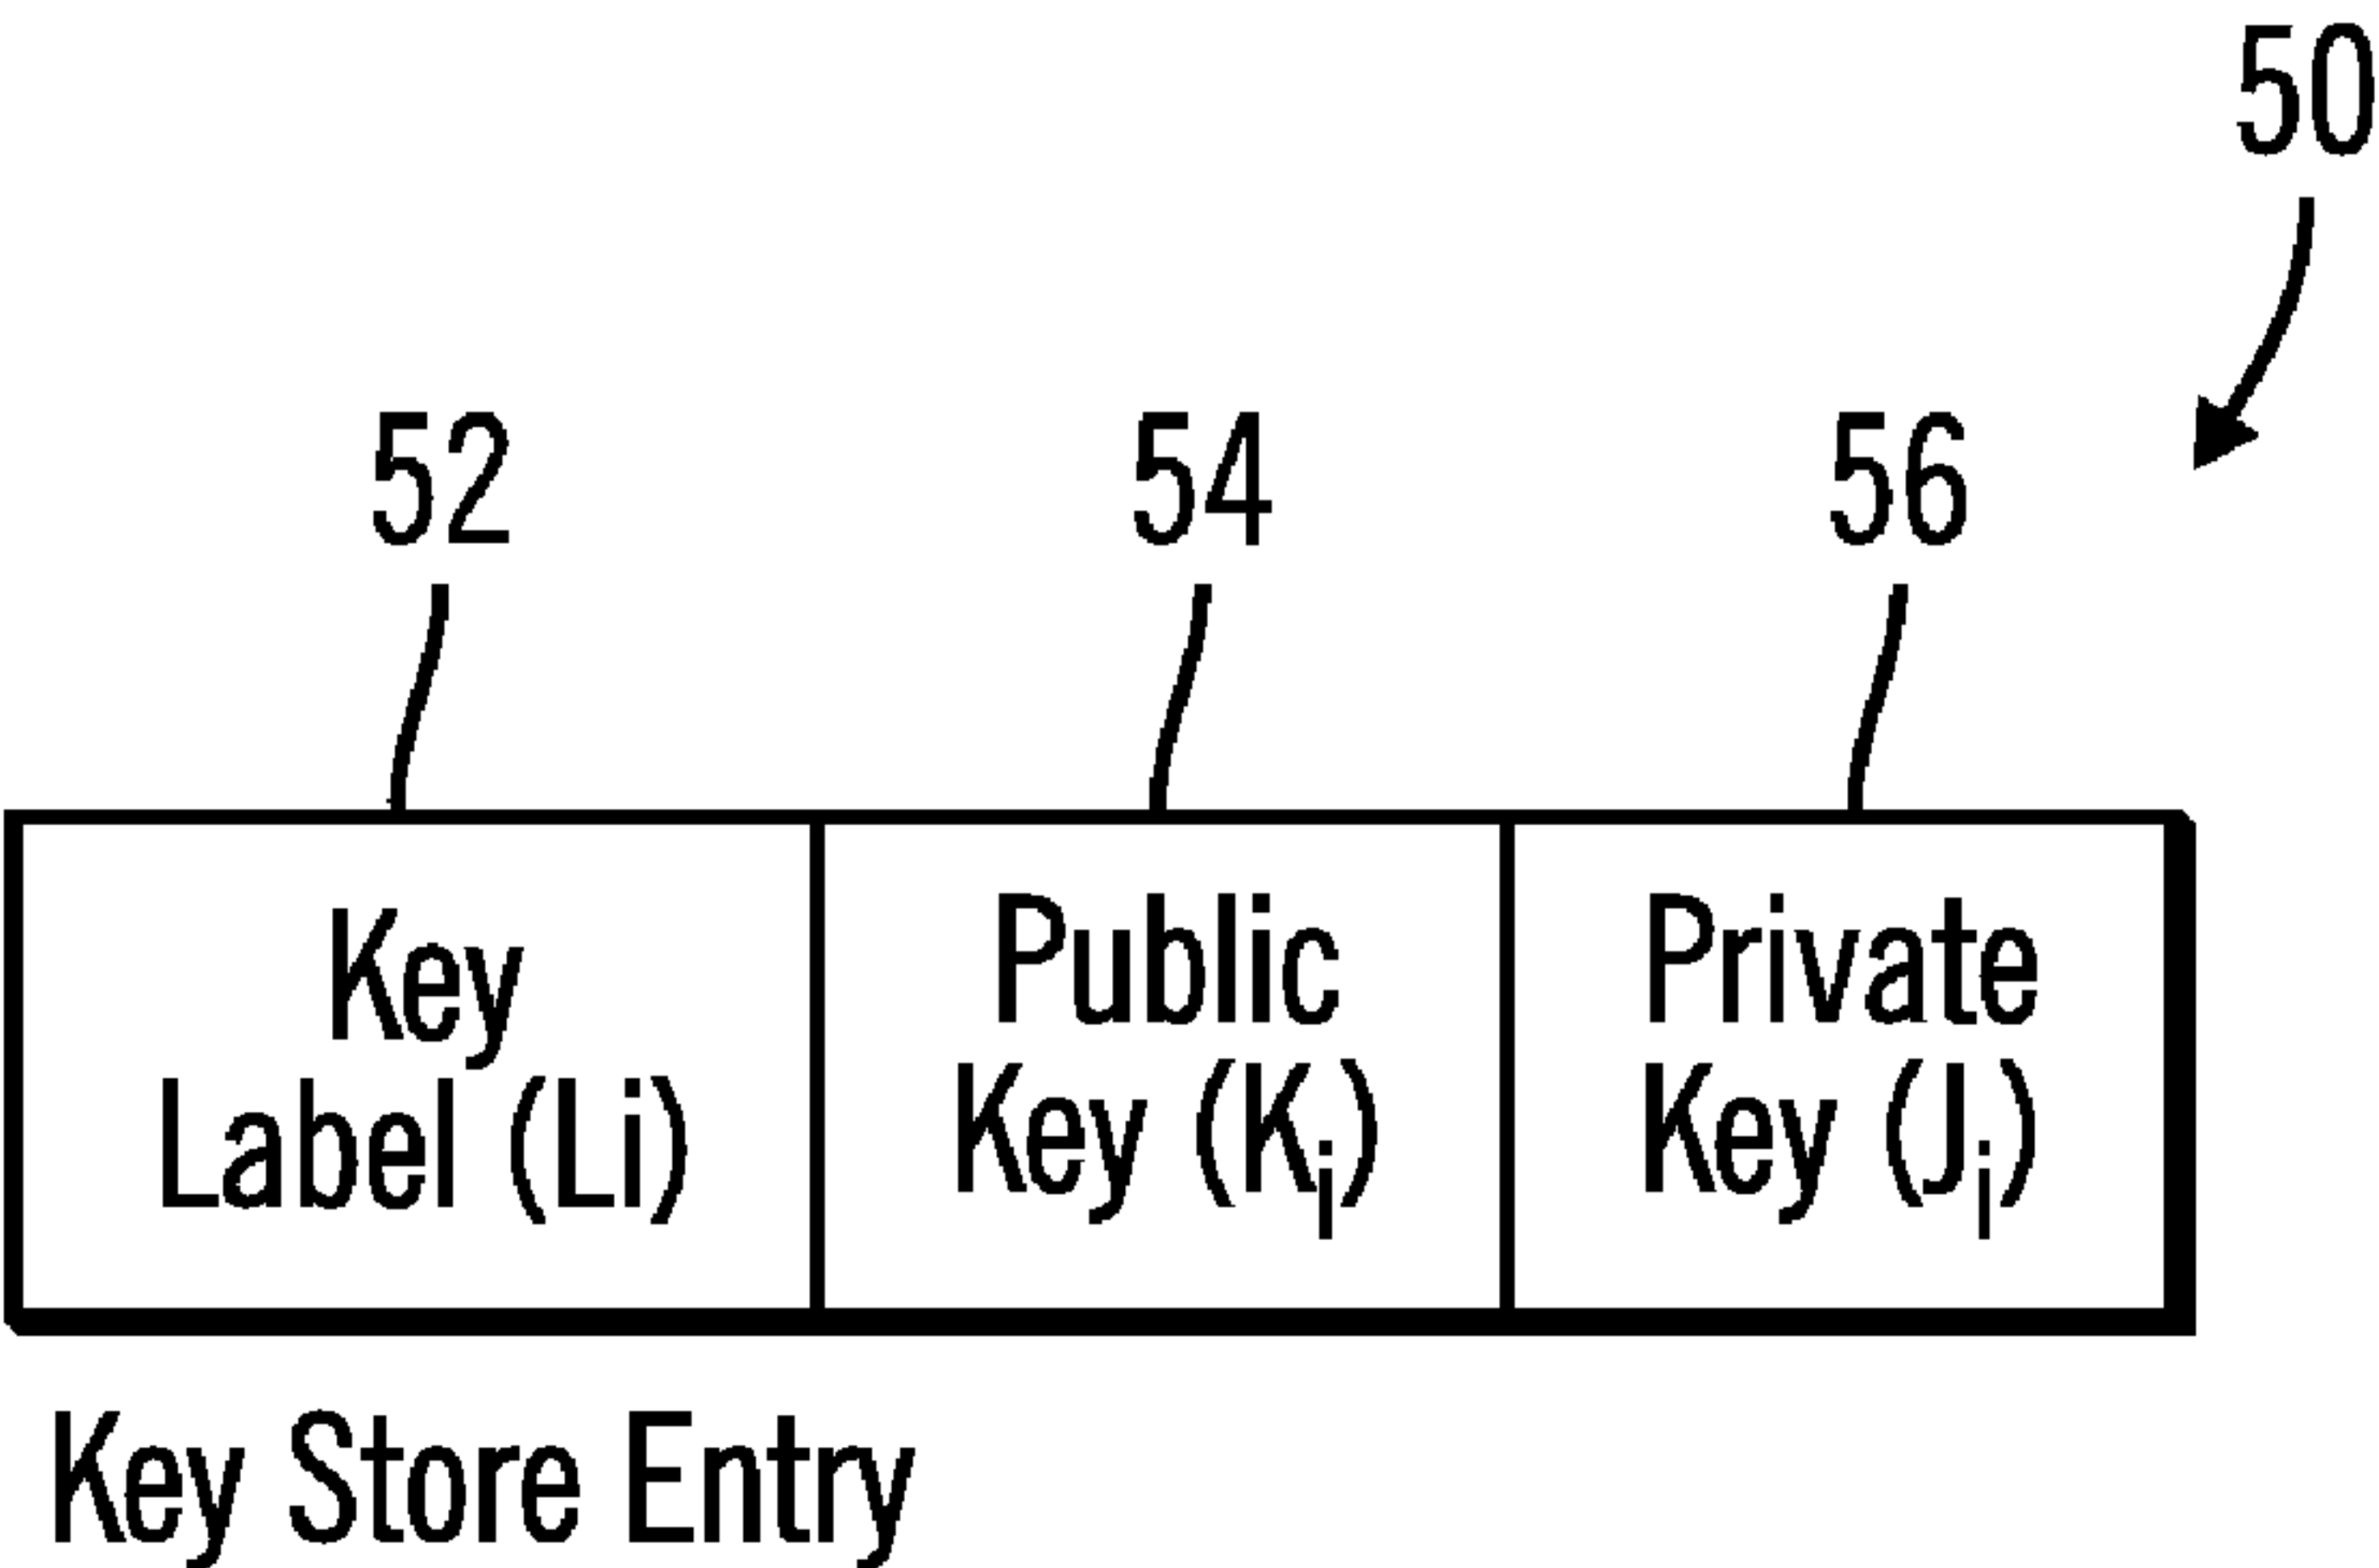 50
52 54 56
Key
Label (Li)
Public
Key (Ki)
Private
Key (Ji)
Key Store Entry